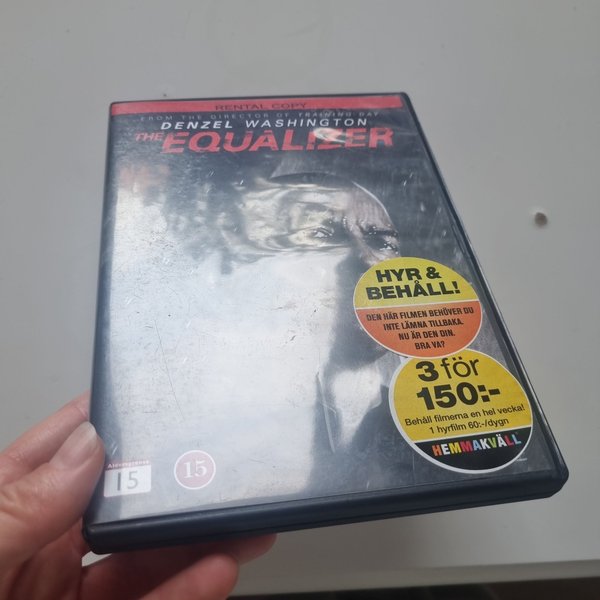 RENTAL COPY
FROM THE DIRECTOR OF TRAINING DAY
DENZEL WASHINGTON
THE EQUALIZER
HYR &
BEHÅLL!
DEN HÄR FILMEN BEHÖVER DU
INTE LÄMNA TILLBAKA.
NU ÄR DEN DIN.
BRA VA?
3 för
150:-
Behåll filmerna en hel vecka!
1 hyrfilm 60:-/dygn
HEMMAKVÄLL
Åldersgräns
15
15